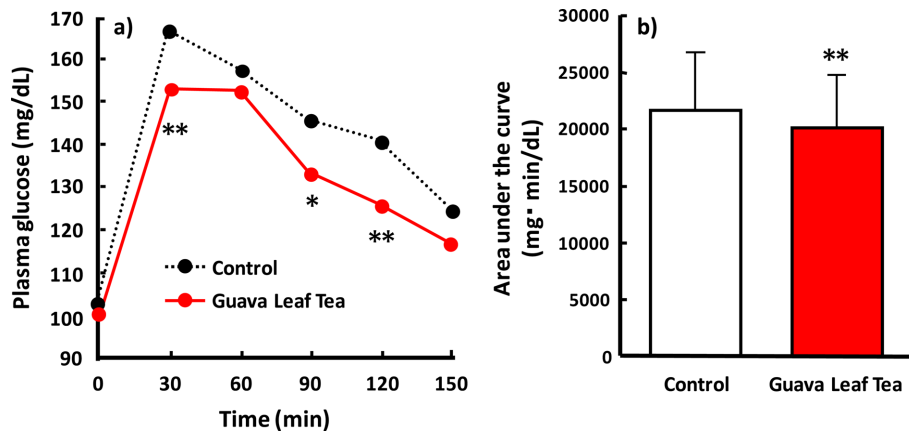 a)
Plasma glucose (mg/dL)
170
160
150
140
130
120
110
100
90
**
*
**
Control
Guava Leaf Tea
0 30 60 90 120 150
Time (min)
b)
Area under the curve
(mg· min/dL)
30000
25000
20000
15000
10000
5000
0
**
Control Guava Leaf Tea